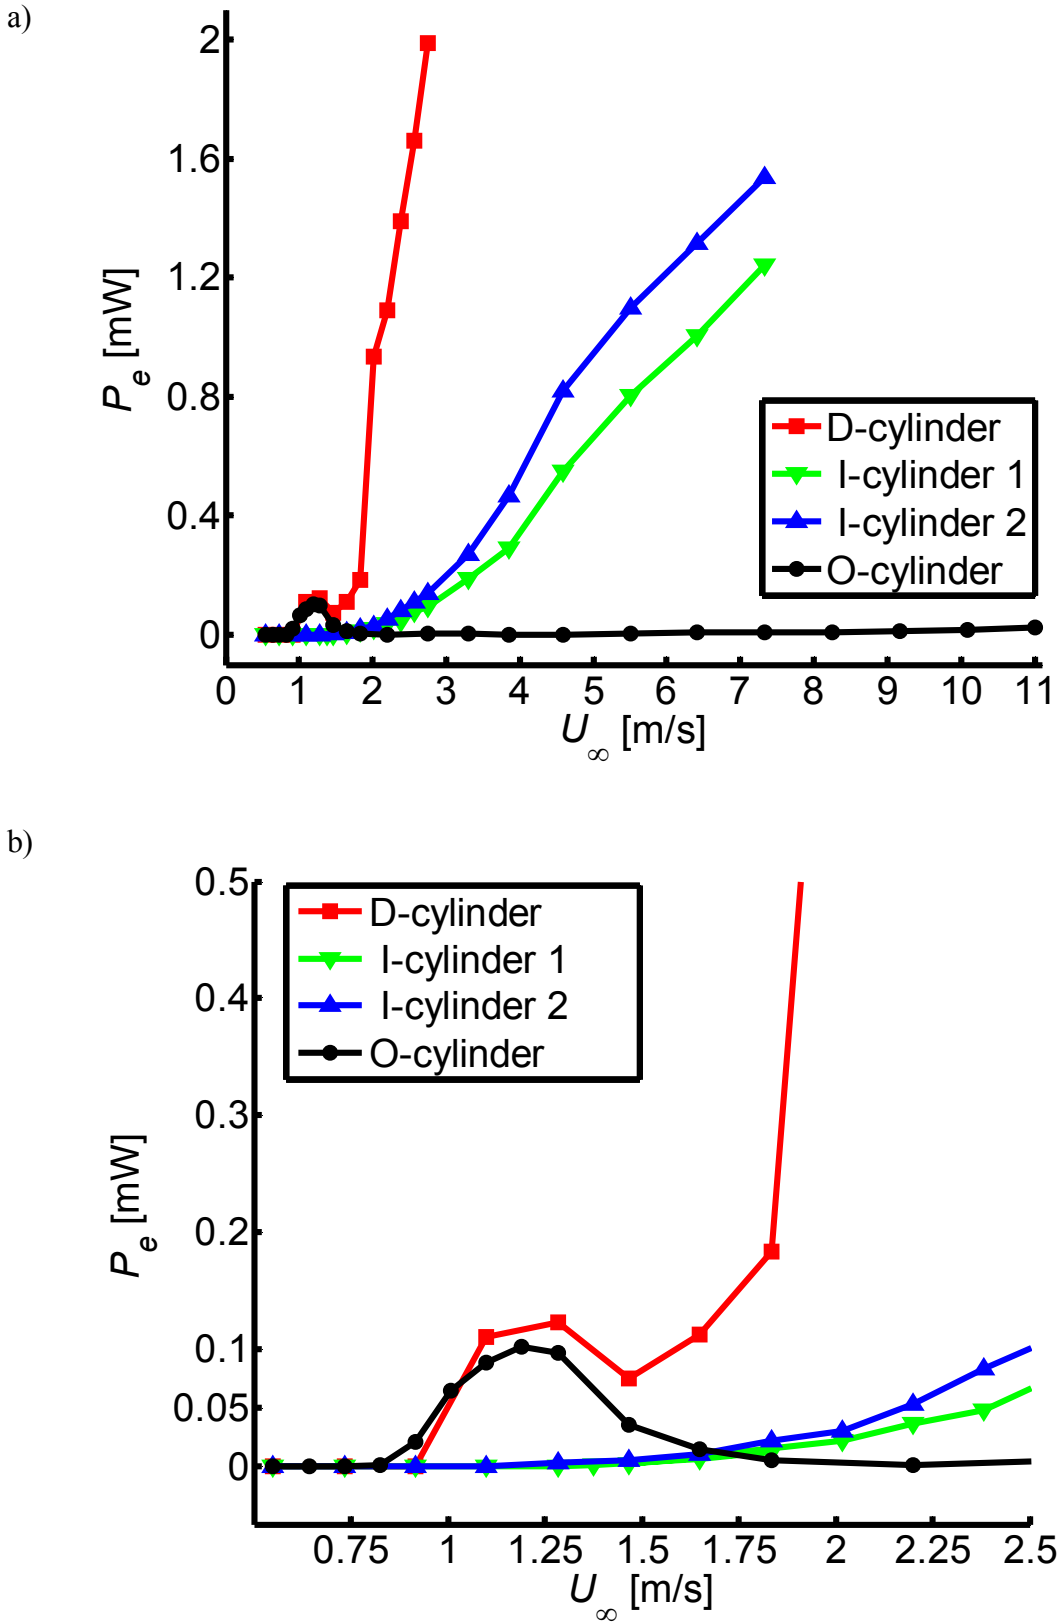 a)
2
1.6
1.2
0.8
0.4
0
P_e [mW]
D-cylinder
I-cylinder 1
I-cylinder 2
O-cylinder
0 1 2 3 4 5 6 7 8 9 10 11
U_∞ [m/s]
b)
0.5
0.4
0.3
0.2
0.1
0.05
0
P_e [mW]
D-cylinder
I-cylinder 1
I-cylinder 2
O-cylinder
0.75 1 1.25 1.5 1.75 2 2.25 2.5
U_∞ [m/s]